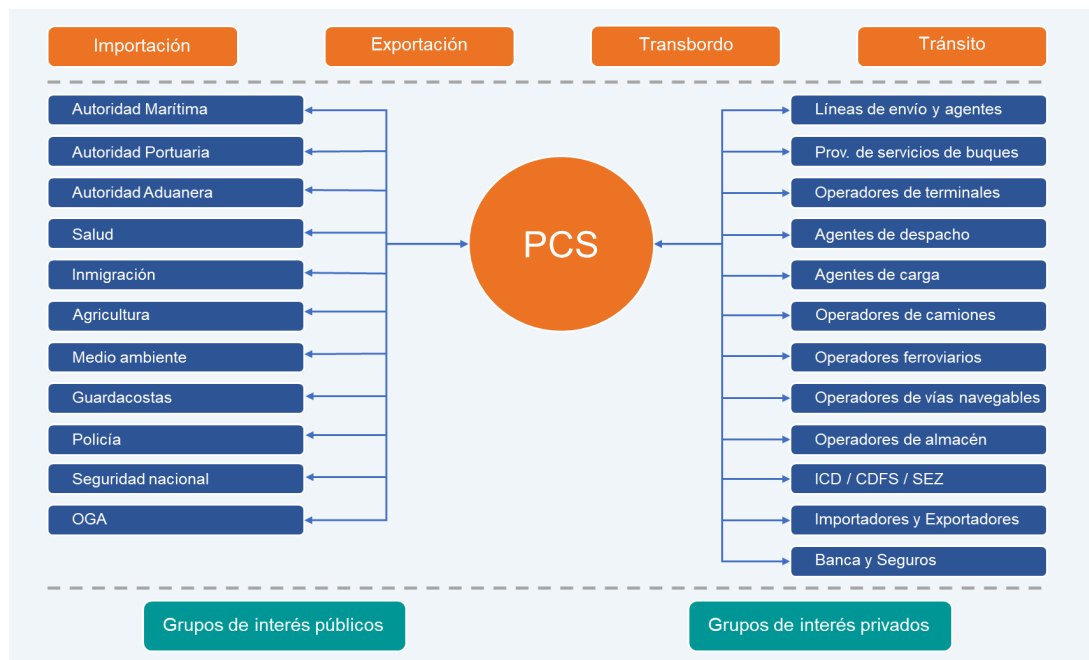 Importación
Exportación
Transbordo
Tránsito
Autoridad Marítima
Autoridad Portuaria
Autoridad Aduanera
Salud
Inmigración
Agricultura
Medio ambiente
Guardacostas
Policía
Seguridad nacional
OGA
PCS
Líneas de envío y agentes
Prov. de servicios de buques
Operadores de terminales
Agentes de despacho
Agentes de carga
Operadores de camiones
Operadores ferroviarios
Operadores de vías navegables
Operadores de almacén
ICD / CDFS / SEZ
Importadores y Exportadores
Banca y Seguros
Grupos de interés públicos
Grupos de interés privados